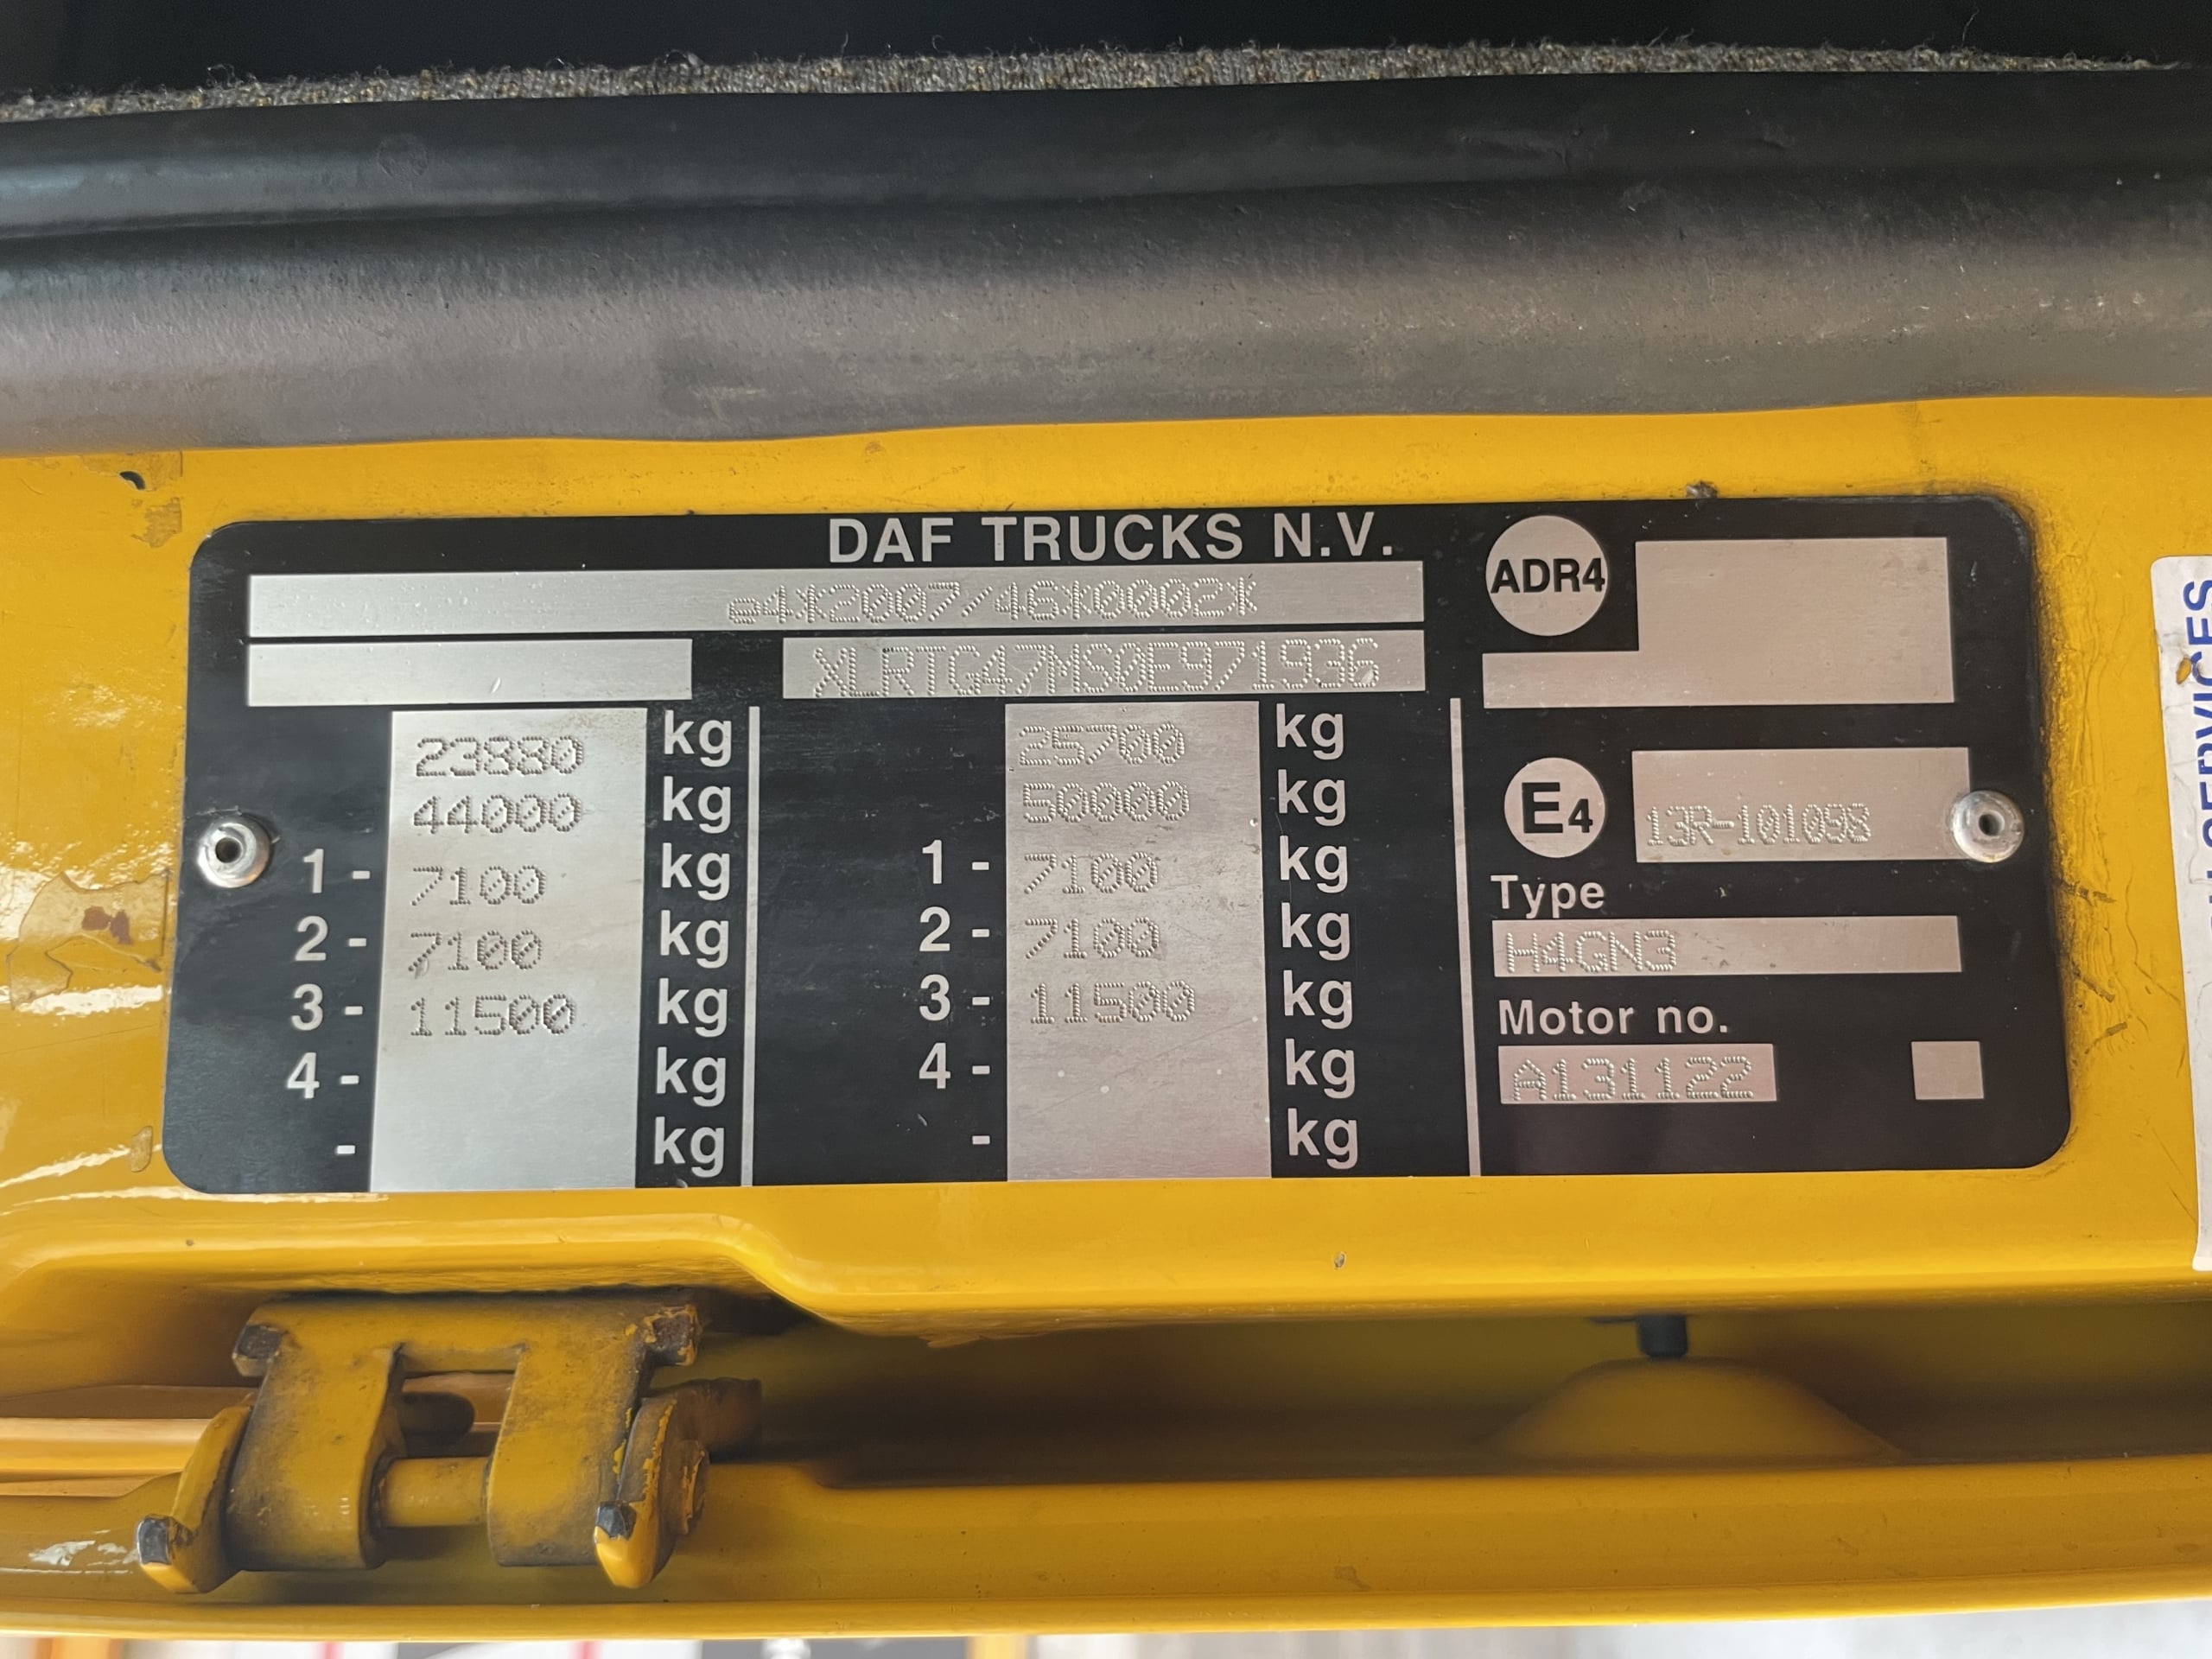 DAF TRUCKS N.V.
e4*2007/46*0002*
XLRTG47MS0E971936
23880 kg
44000 kg
1 - 7100 kg
2 - 7100 kg
3 - 11500 kg
4 - kg
- kg
25700 kg
50000 kg
1 - 7100 kg
2 - 7100 kg
3 - 11500 kg
4 - kg
- kg
ADR4
E4 13R-101098
Type
H4GN3
Motor no.
A131122
SERVICES